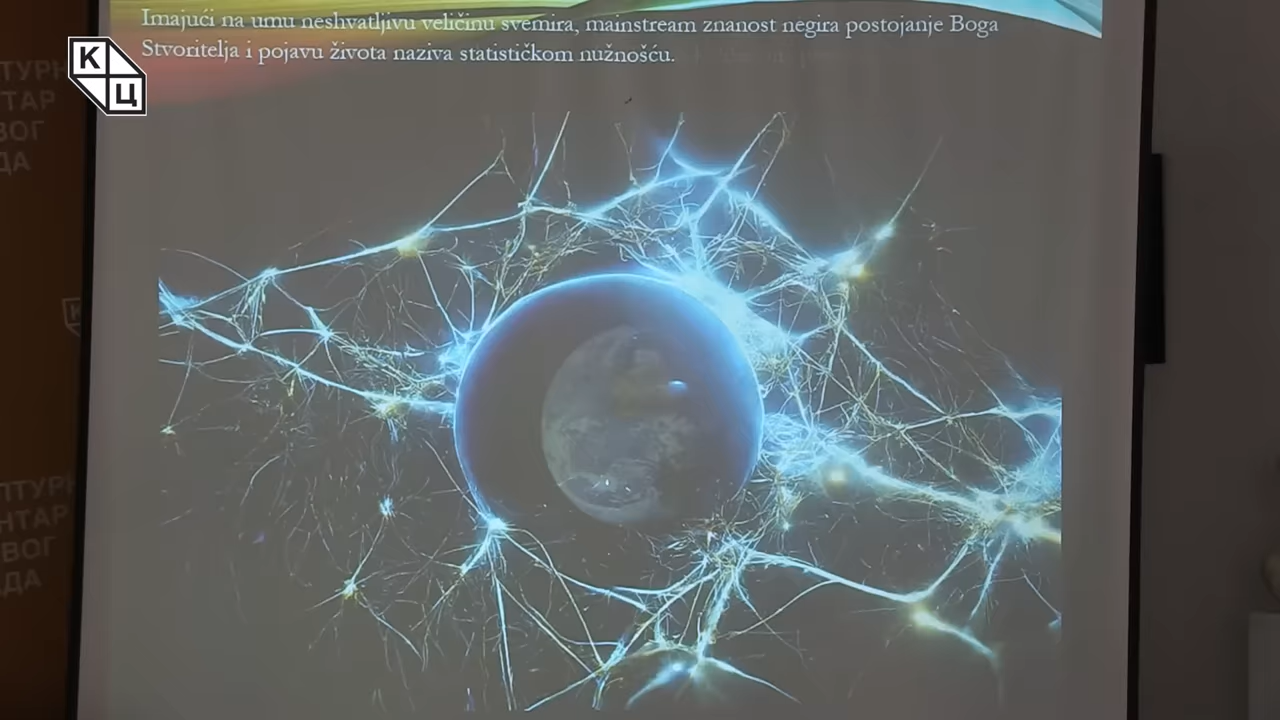 Imajući na umu neshvatljivu veličinu svemira, mainstream znanost negira postojanje Boga
Stvoritelja i pojavu života naziva statističkom nužnošću.
К
Ц